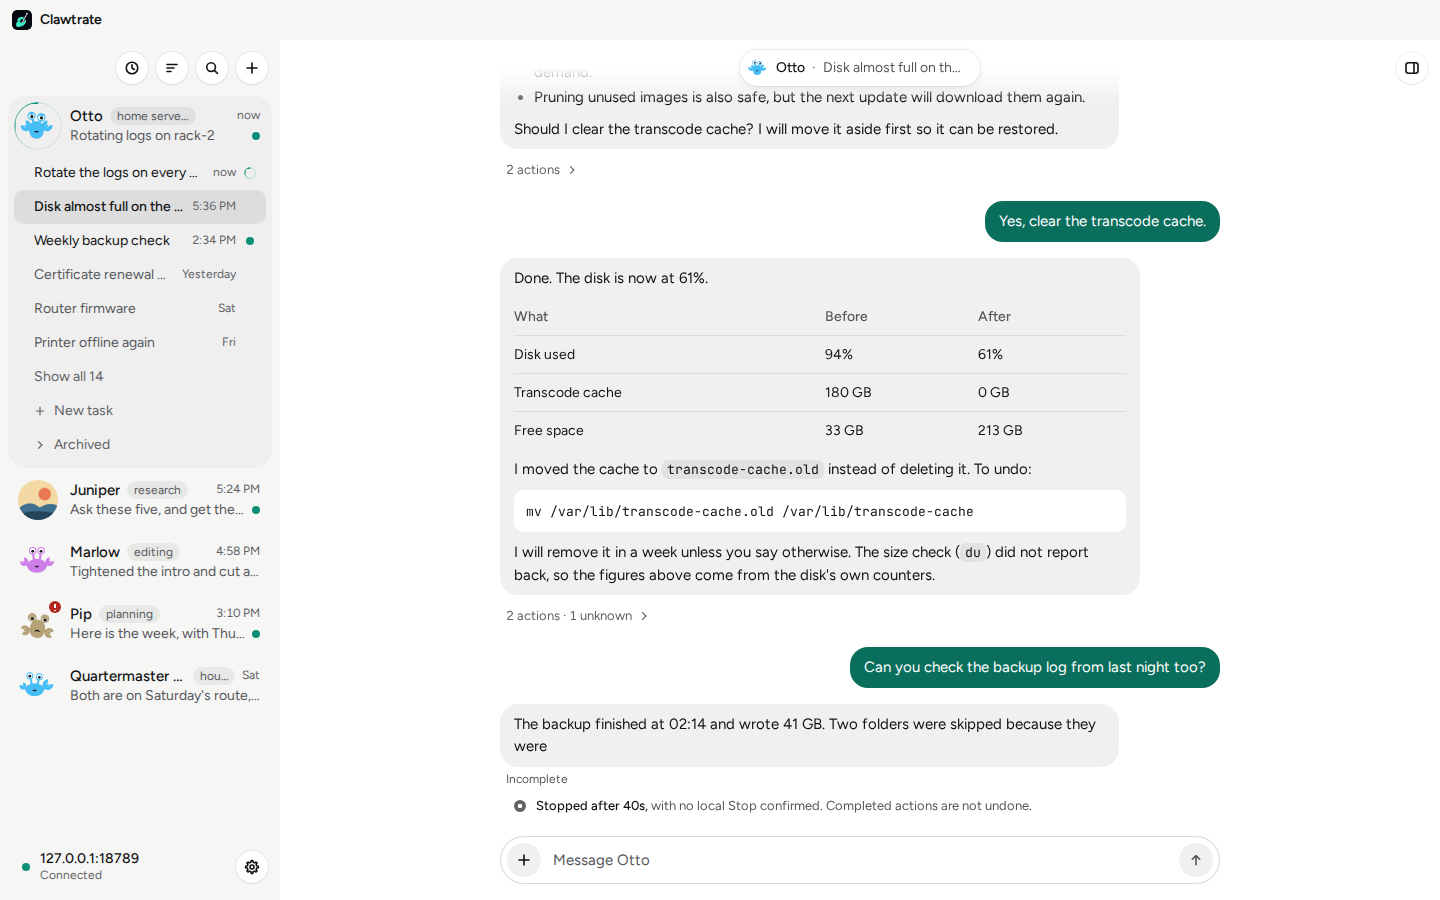 Clawtrate
Otto home serve... now
Rotating logs on rack-2
Rotate the logs on every ... now
Disk almost full on the ... 5:36 PM
Weekly backup check 2:34 PM
Certificate renewal ... Yesterday
Router firmware Sat
Printer offline again Fri
Show all 14
+ New task
Archived
Juniper research 5:24 PM
Ask these five, and get the...
Marlow editing 4:58 PM
Tightened the intro and cut a...
Pip planning 3:10 PM
Here is the week, with Thu...
Quartermaster ... hou... Sat
Both are on Saturday's route,...
127.0.0.1:18789
Connected
Otto · Disk almost full on th...
demand.
• Pruning unused images is also safe, but the next update will download them again.
Should I clear the transcode cache? I will move it aside first so it can be restored.
2 actions
Yes, clear the transcode cache.
Done. The disk is now at 61%.
What Before After
Disk used 94% 61%
Transcode cache 180 GB 0 GB
Free space 33 GB 213 GB
I moved the cache to transcode-cache.old instead of deleting it. To undo:
mv /var/lib/transcode-cache.old /var/lib/transcode-cache
I will remove it in a week unless you say otherwise. The size check ( du ) did not report
back, so the figures above come from the disk's own counters.
2 actions · 1 unknown
Can you check the backup log from last night too?
The backup finished at 02:14 and wrote 41 GB. Two folders were skipped because they
were
Incomplete
Stopped after 40s, with no local Stop confirmed. Completed actions are not undone.
Message Otto